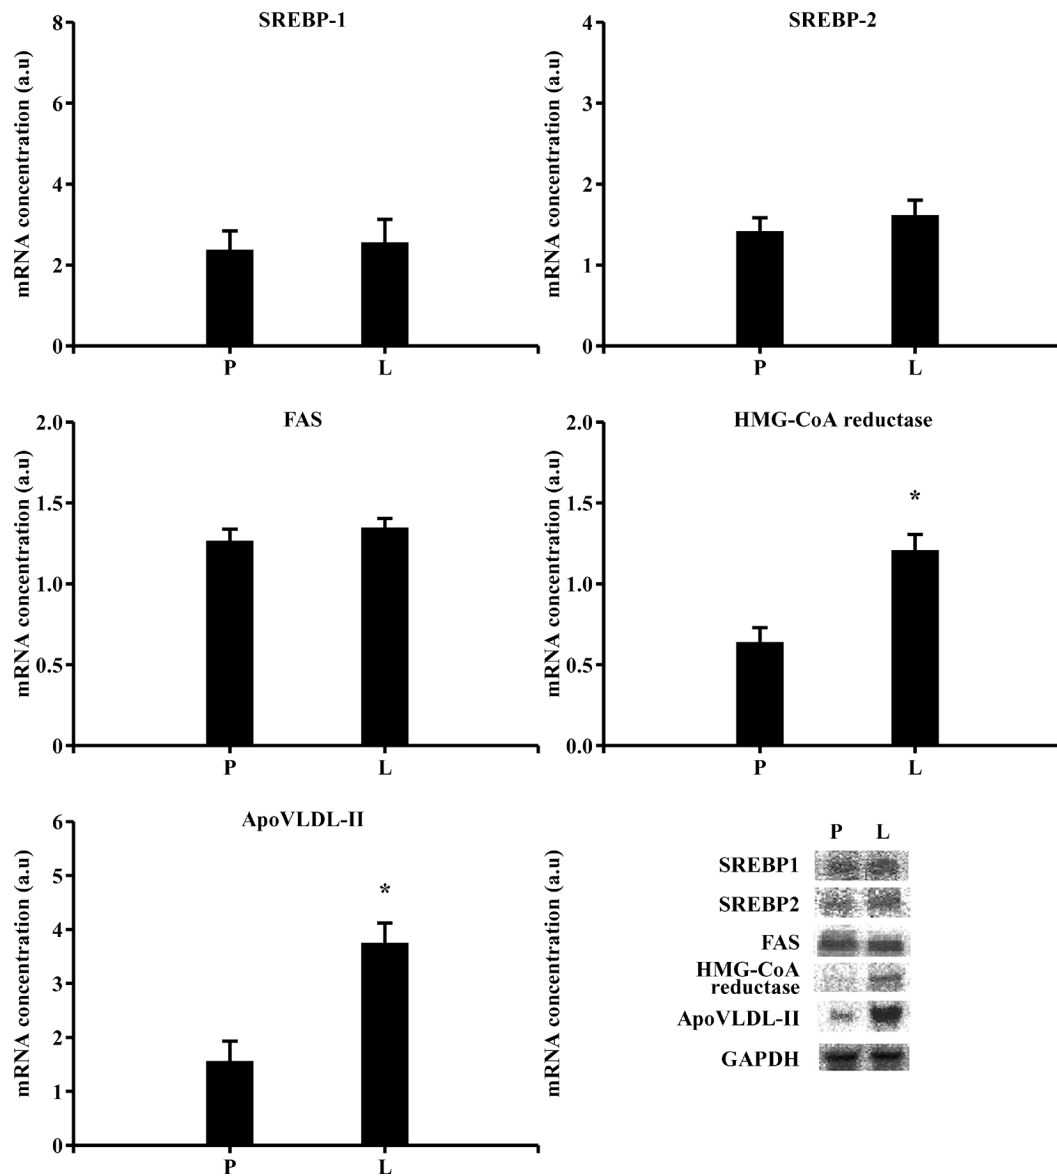 SREBP-1
mRNA concentration (a.u)
8
6
4
2
0
P
L
SREBP-2
mRNA concentration (a.u)
4
3
2
1
0
P
L
FAS
mRNA concentration (a.u)
2.0
1.5
1.0
0.5
0
P
L
HMG-CoA reductase
mRNA concentration (a.u)
2.0
1.5
1.0
0.5
0.0
*
P
L
ApoVLDL-II
mRNA concentration (a.u)
6
5
4
3
2
1
0
*
P
L
mRNA concentration (a.u)
P L
SREBP1
SREBP2
FAS
HMG-CoA
reductase
ApoVLDL-II
GAPDH